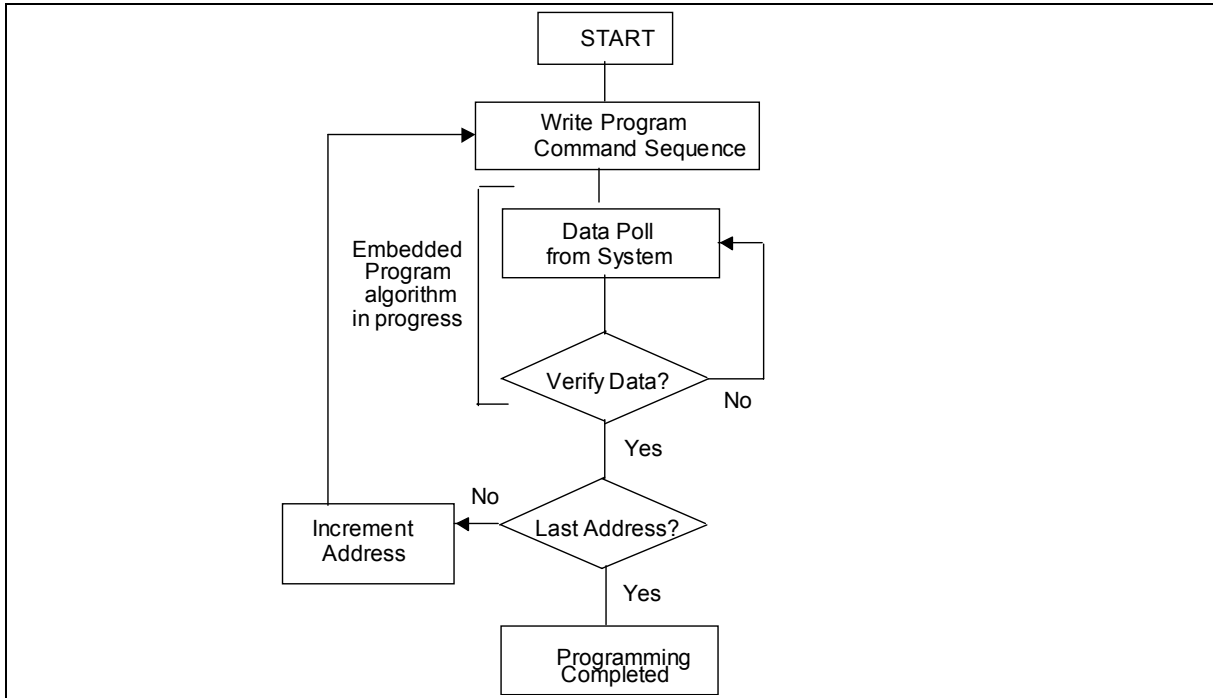 START
Write Program
Command Sequence
Data Poll
from System
Embedded
Program
algorithm
in progress
Verify Data?
No
Yes
No
Last Address?
Increment
Address
Yes
Programming
Completed